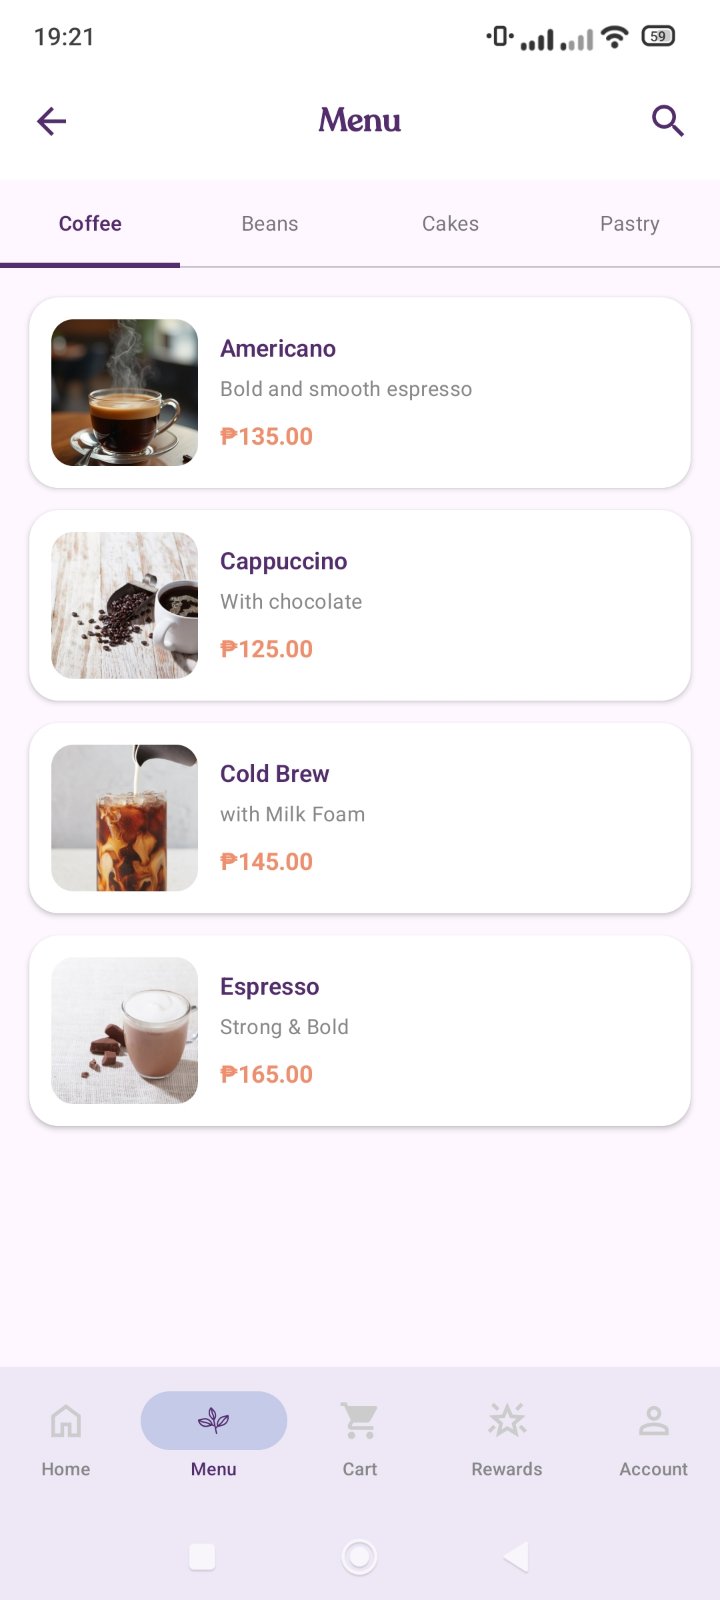 19:21
59
Menu
Coffee
Beans
Cakes
Pastry
Americano
Bold and smooth espresso
₱135.00
Cappuccino
With chocolate
₱125.00
Cold Brew
with Milk Foam
₱145.00
Espresso
Strong & Bold
₱165.00
Home
Menu
Cart
Rewards
Account